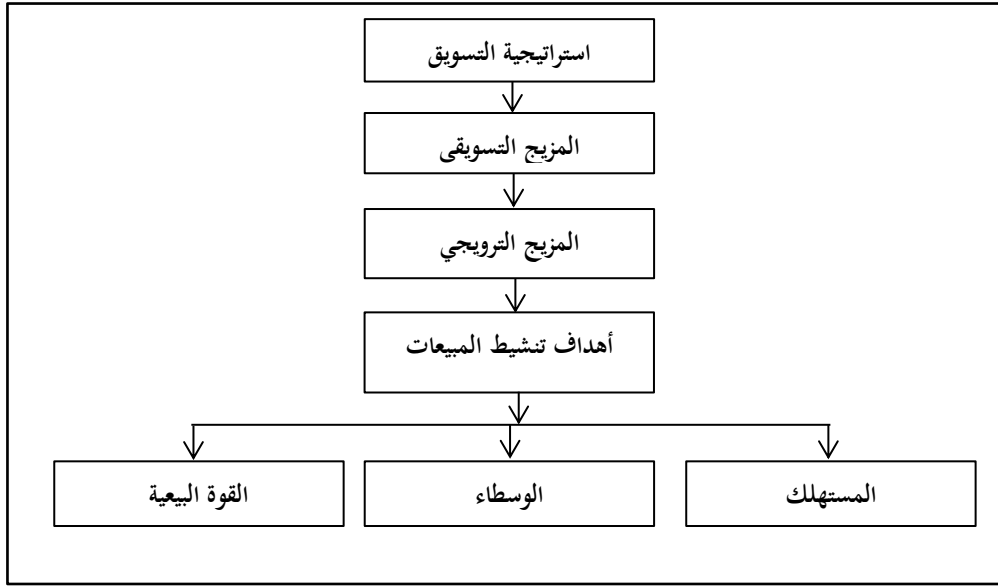 استراتيجية التسويق
المزيج التسويقى
المزيج الترويجي
أهداف تنشيط المبيعات
المستهلك
الوسطاء
القوة البيعية